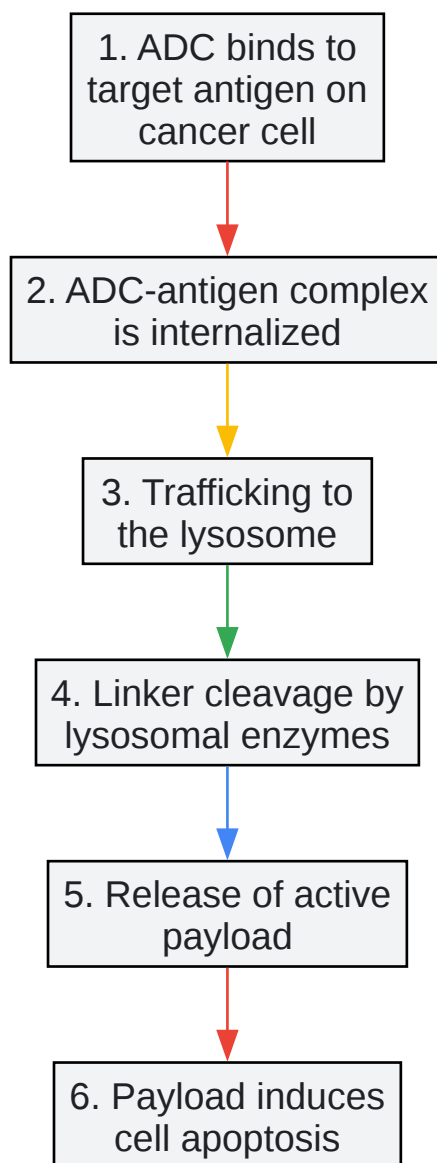 1. ADC binds to
target antigen on
cancer cell
2. ADC-antigen complex
is internalized
3. Trafficking to
the lysosome
4. Linker cleavage by
lysosomal enzymes
5. Release of active
payload
6. Payload induces
cell apoptosis